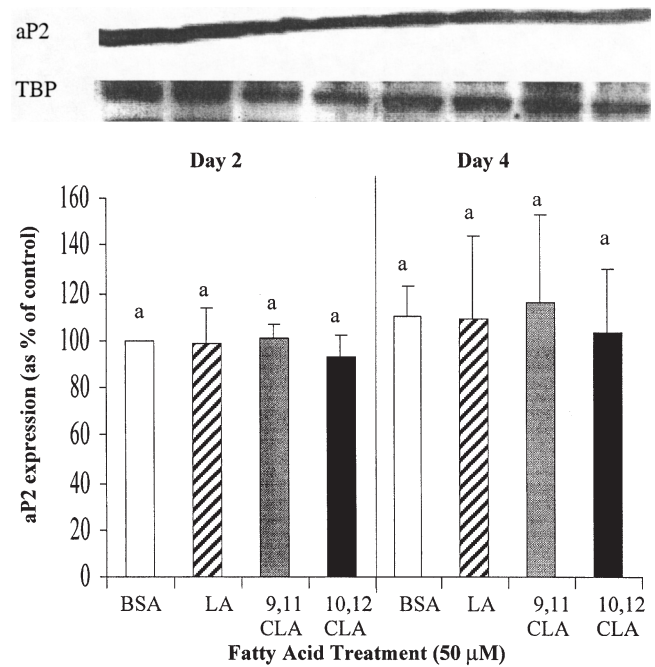 aP2
TBP
Day 2 Day 4
aP2 expression (as % of control)
160
140
120
100
80
60
40
20
0
a a a a a a a a
BSA LA 9,11 10,12 BSA LA 9,11 10,12
CLA CLA CLA CLA
Fatty Acid Treatment (50 µM)